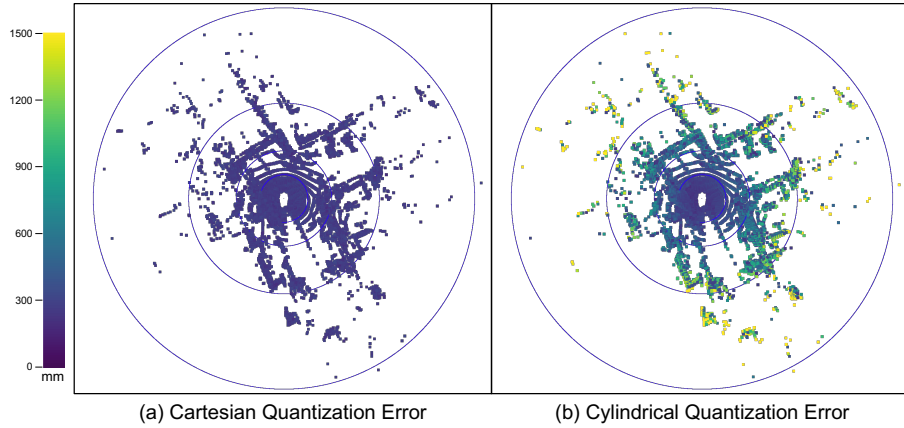 1500
1200
900
600
300
0
mm
(a) Cartesian Quantization Error
(b) Cylindrical Quantization Error